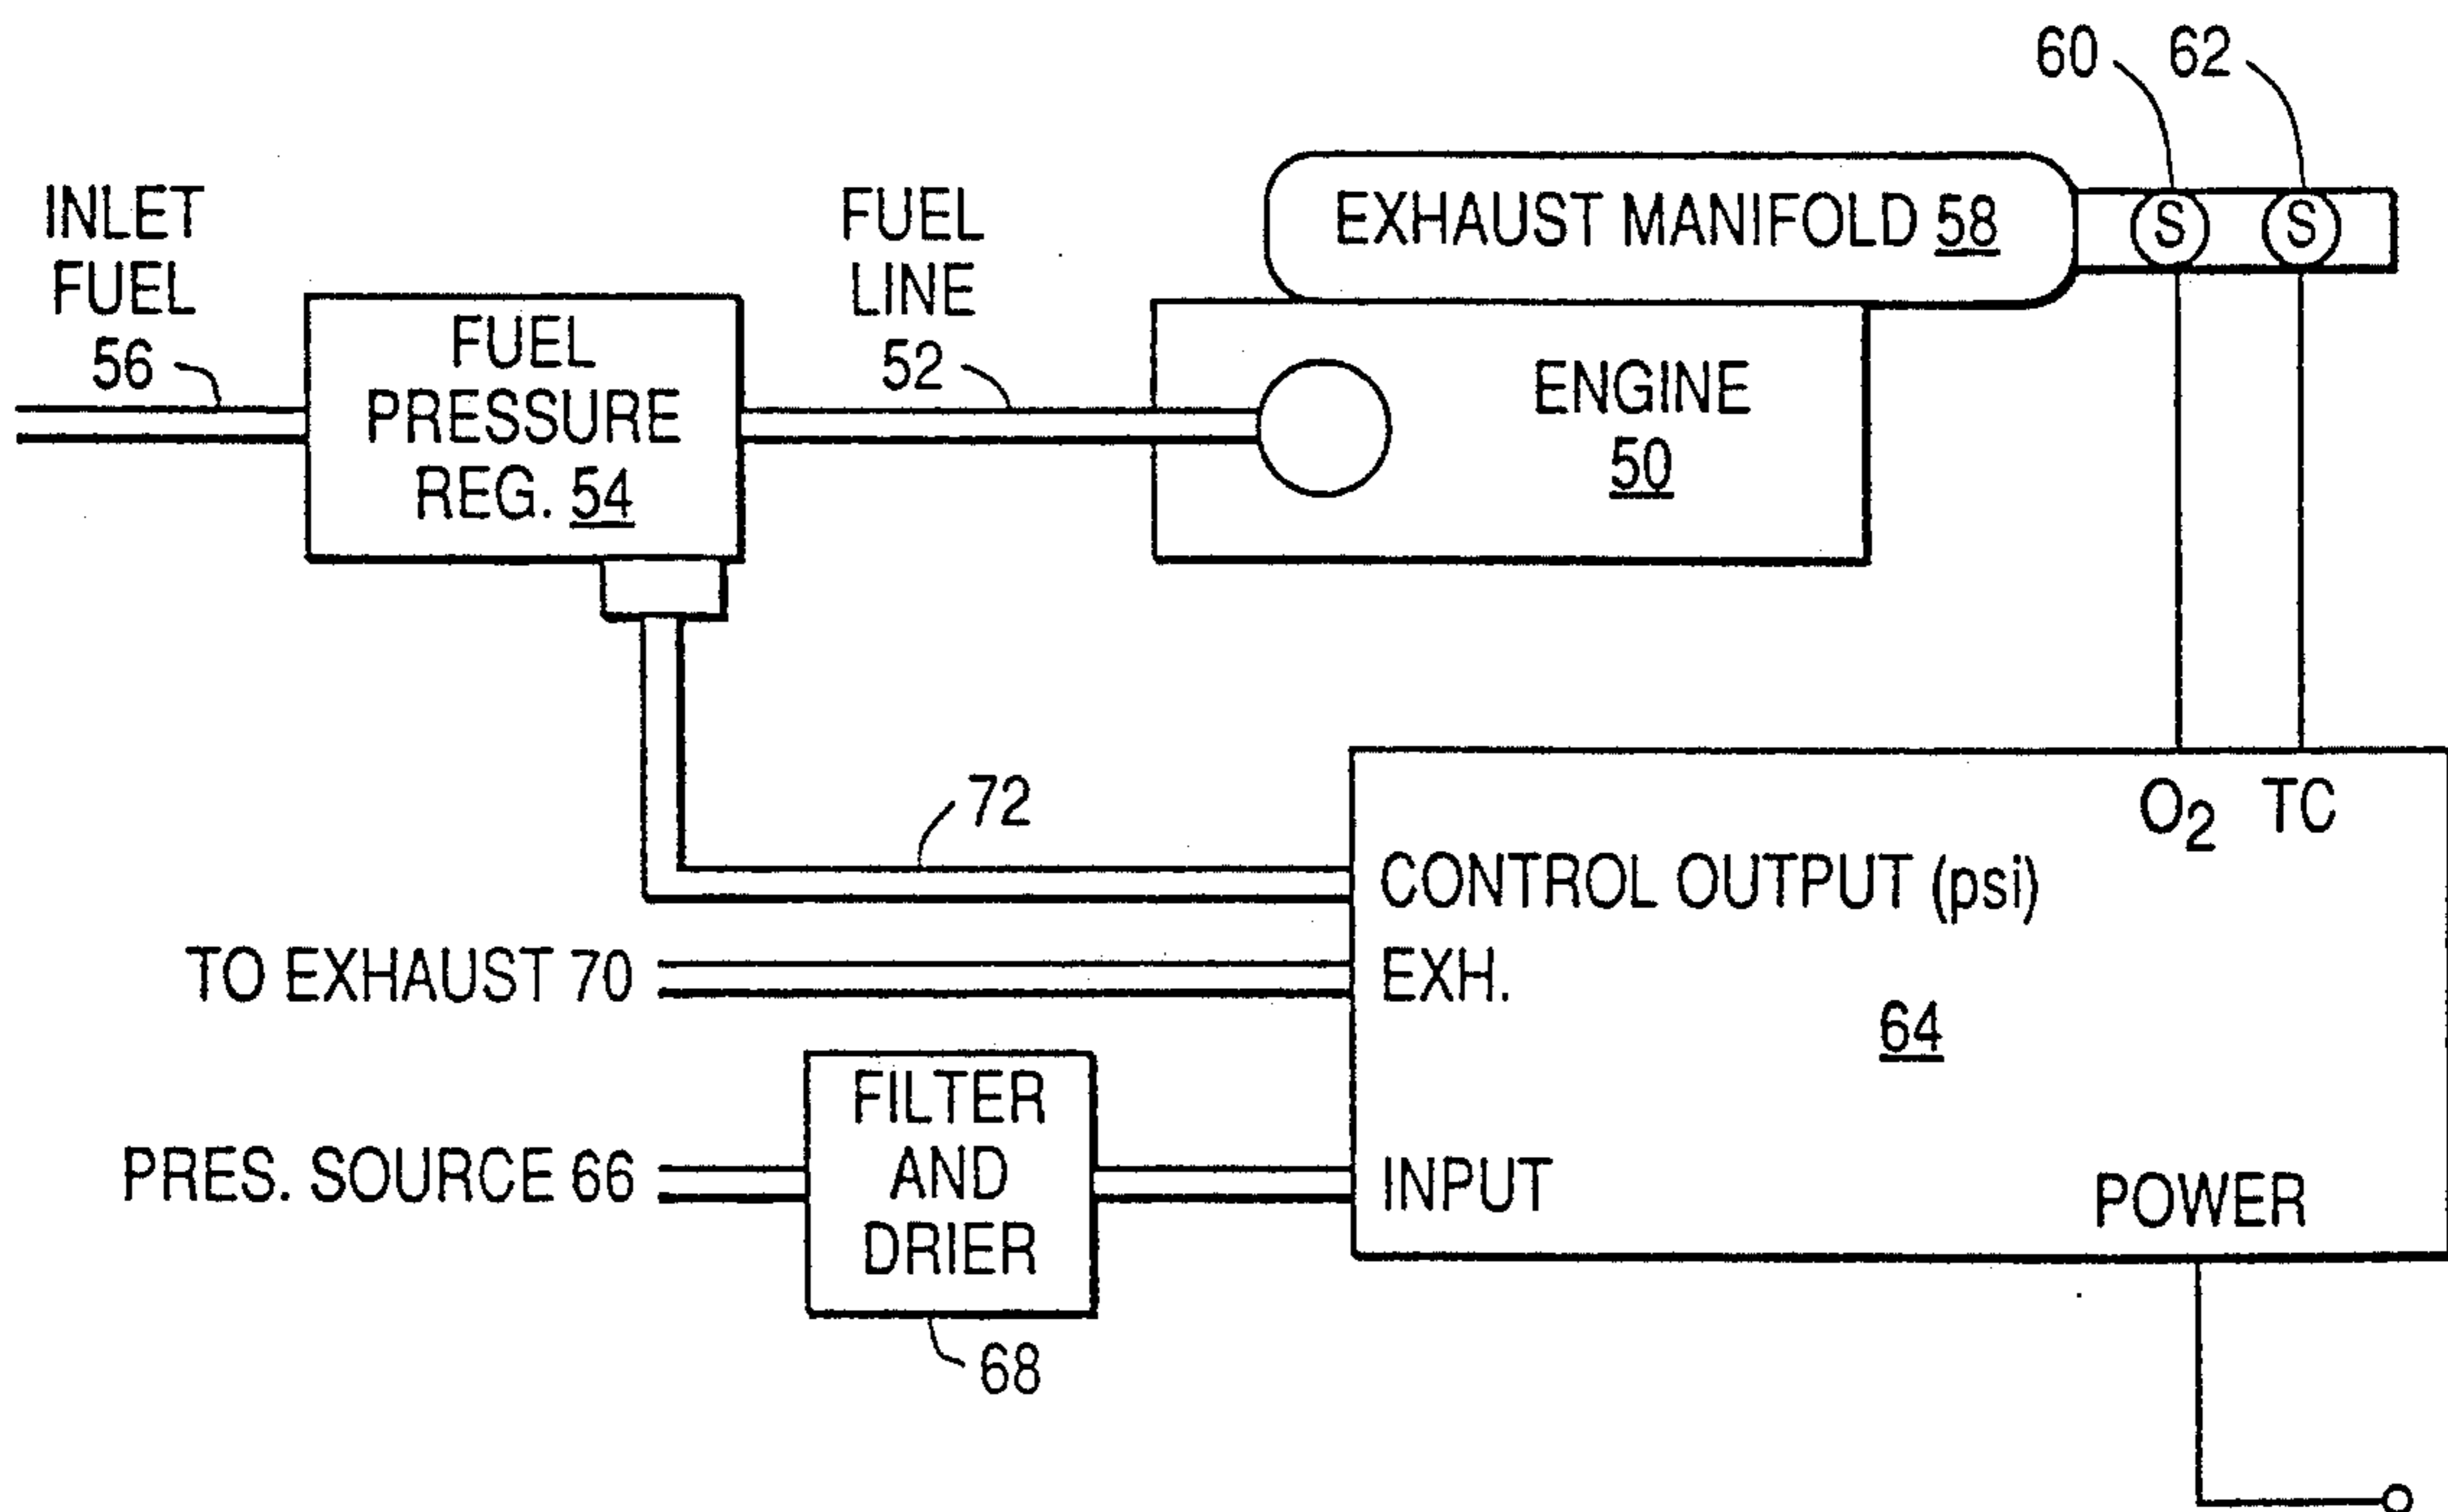 60 62
INLET
FUEL
56
FUEL
PRESSURE
REG. 54
FUEL
LINE
52
EXHAUST MANIFOLD 58
S S
ENGINE
50
O2 TC
72
CONTROL OUTPUT (psi)
TO EXHAUST 70
EXH.
64
FILTER
AND
DRIER
PRES. SOURCE 66
INPUT
POWER
68